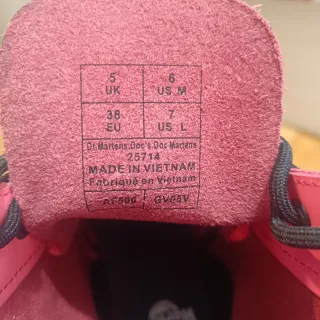 5 6
UK US M
38 7
EU US L
Dr.Martens.Doc's Doc Martens
25714
MADE IN VIETNAM
Fabriqué en Vietnam
GV05V